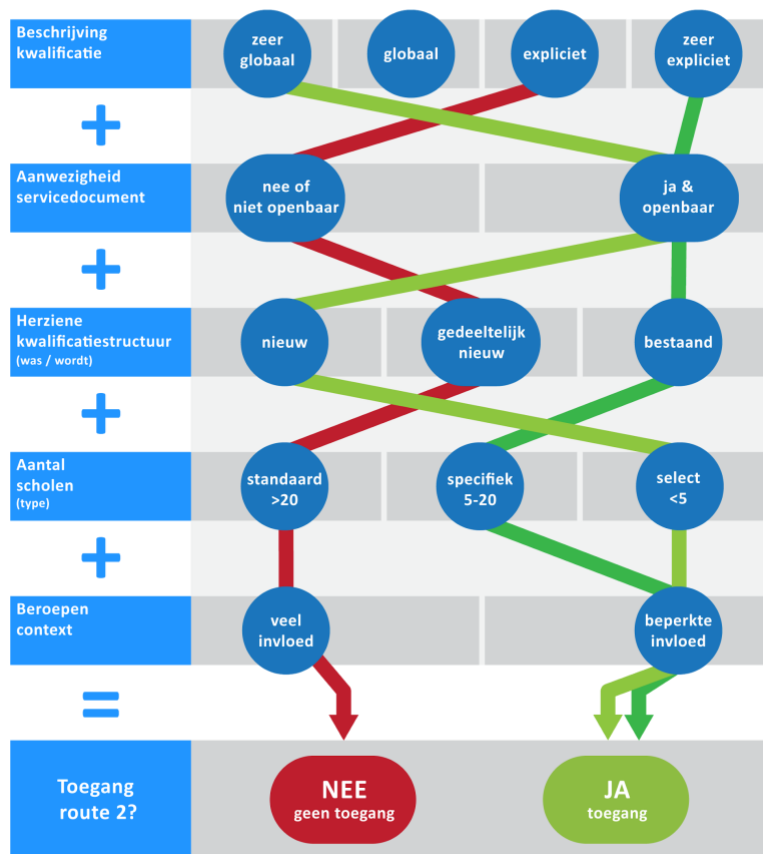 Beschrijving
kwalificatie
zeer
globaal
globaal
expliciet
zeer
expliciet
+
Aanwezigheid
servicedocument
nee of
niet openbaar
ja &
openbaar
+
Herziene
kwalificatiestructuur
(was / wordt)
nieuw
gedeeltelijk
nieuw
bestaand
+
Aantal
scholen
(type)
standaard
>20
specifiek
5-20
select
<5
+
Beroepen
context
veel
invloed
beperkte
invloed
=
Toegang
route 2?
NEE
geen toegang
JA
toegang